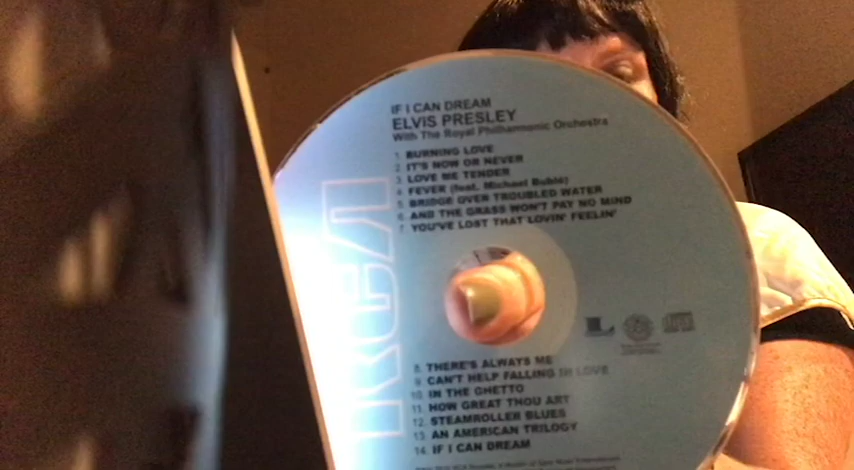 IF I CAN DREAM
ELVIS PRESLEY
With The Royal Philharmonic Orchestra
1. BURNING LOVE
2. IT'S NOW OR NEVER
3. LOVE ME TENDER
4. FEVER (feat. Michael Bublé)
5. BRIDGE OVER TROUBLED WATER
6. AND THE GRASS WON'T PAY NO MIND
7. YOU'VE LOST THAT LOVIN' FEELIN'
RCA
8. THERE'S ALWAYS ME
9. CAN'T HELP FALLING IN LOVE
10. IN THE GHETTO
11. HOW GREAT THOU ART
12. STEAMROLLER BLUES
13. AN AMERICAN TRILOGY
14. IF I CAN DREAM